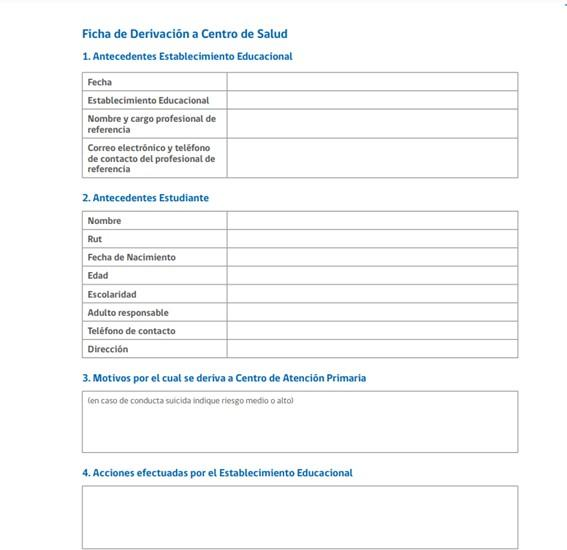 Ficha de Derivación a Centro de Salud
1. Antecedentes Establecimiento Educacional
Fecha
Establecimiento Educacional
Nombre y cargo profesional de
referencia
Correo electrónico y teléfono
de contacto del profesional de
referencia
2. Antecedentes Estudiante
Nombre
Rut
Fecha de Nacimiento
Edad
Escolaridad
Adulto responsable
Teléfono de contacto
Dirección
3. Motivos por el cual se deriva a Centro de Atención Primaria
(en caso de conducta suicida indique riesgo medio o alto)
4. Acciones efectuadas por el Establecimiento Educacional